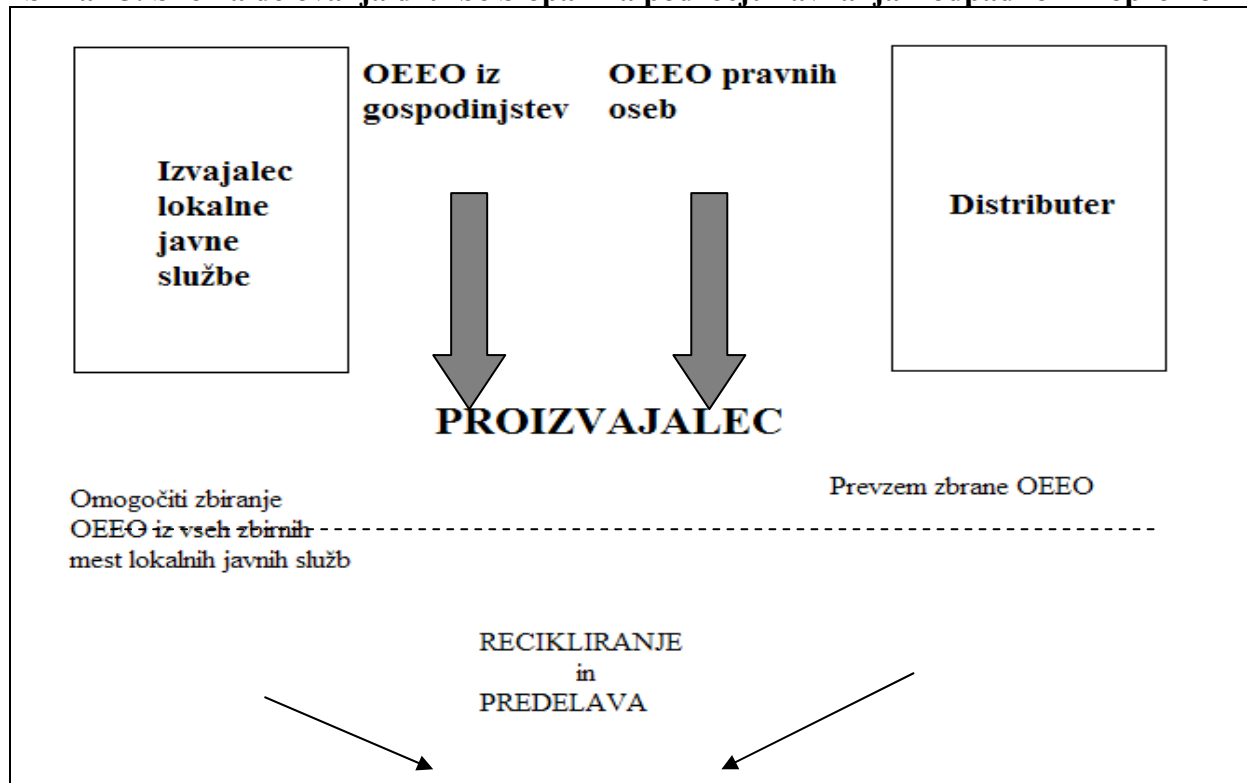 OEEO iz
gospodinjstev
OEEO pravnih
oseb
Izvajalec
lokalne
javne
službe
Distributer
PROIZVAJALEC
Omogočiti zbiranje
OEEO iz vseh zbirnih
mest lokalnih javnih služb
Prevzem zbrane OEEO
RECIKLIRANJE
in
PREDELAVA